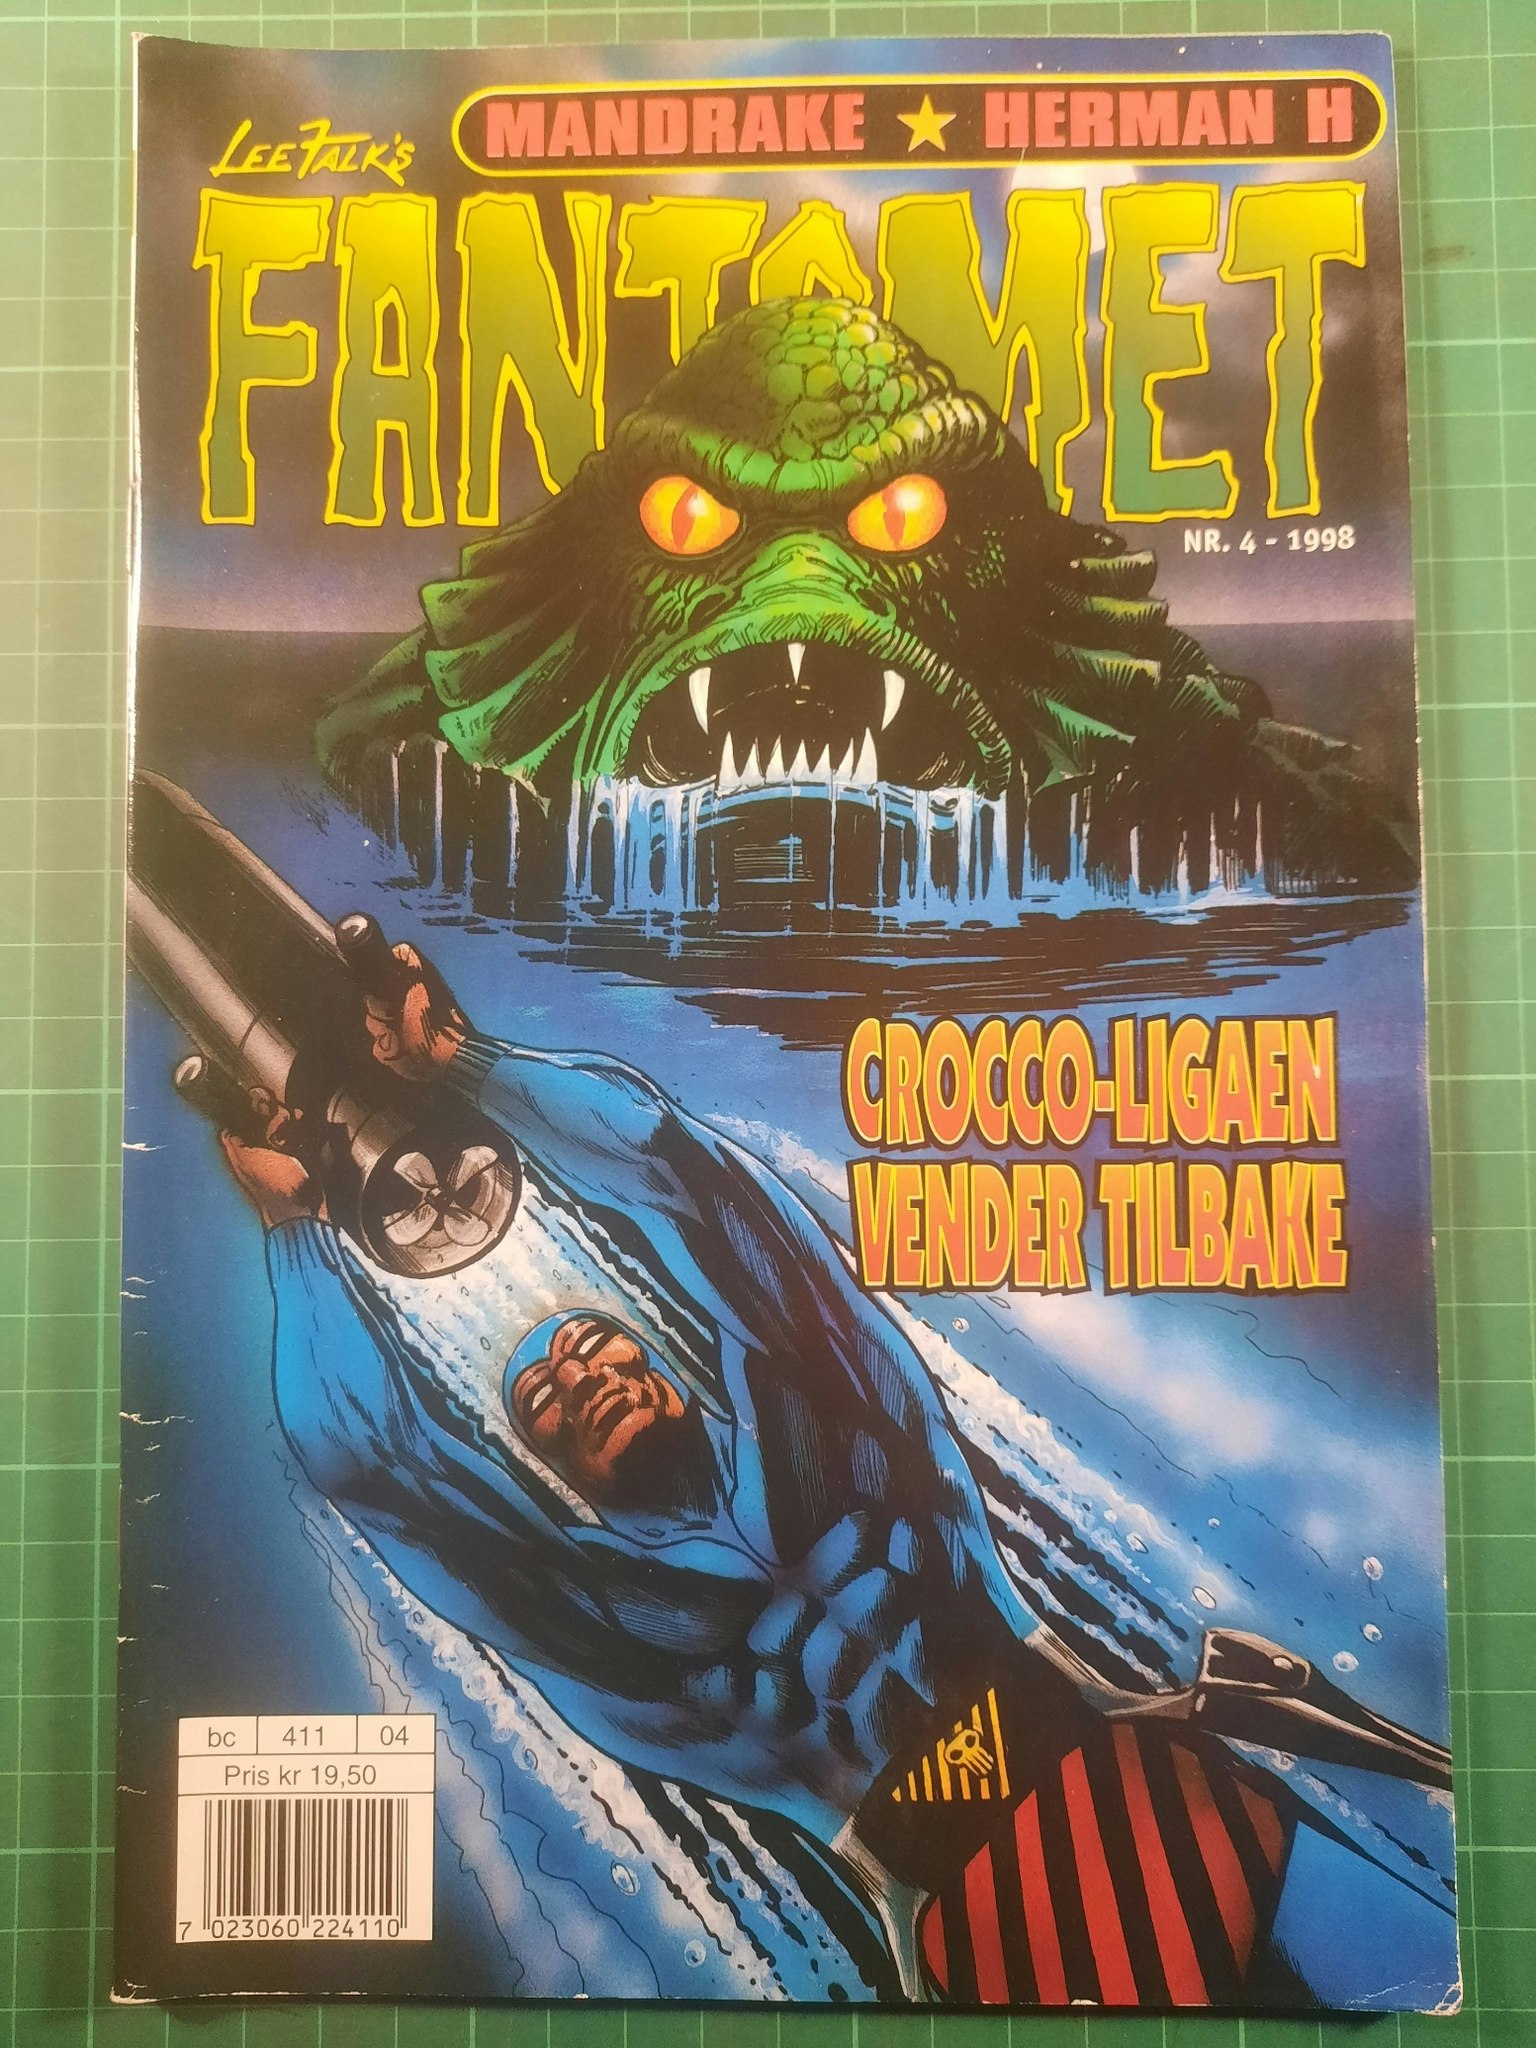 MANDRAKE ★ HERMAN H
LEE FALK'S
FANTOMET
NR. 4 - 1998
CROCCO-LIGAEN
VENDER TILBAKE
bc 411 04
Pris kr 19,50
7 023060 224110